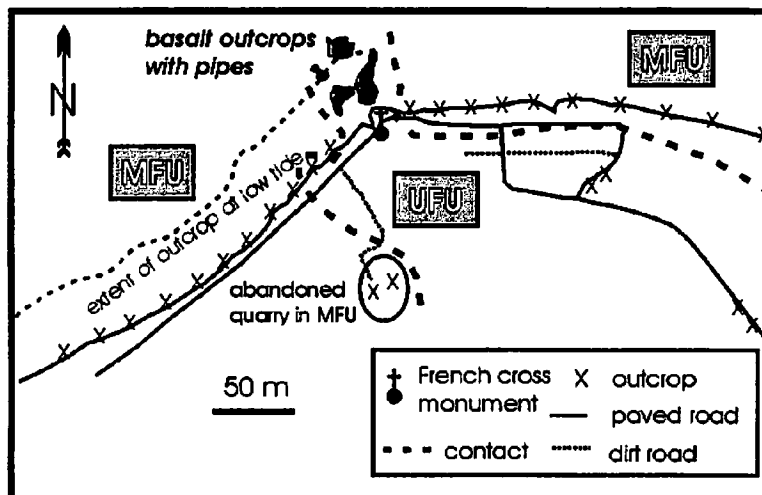 basalt outcrops
with pipes
MFU
N
MFU
extent of outcrop at low tide
UFU
abandoned
quarry in MFU
50 m
French cross
monument
outcrop
paved road
contact
dirt road